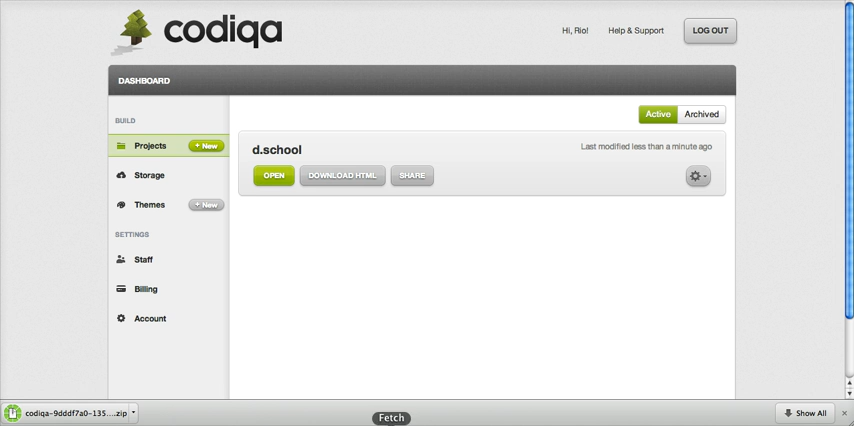 codiqa
Hi, Rio!
Help & Support
LOG OUT
DASHBOARD
BUILD
Projects
+ New
Storage
Themes
+ New
SETTINGS
Staff
Billing
Account
Active
Archived
d.school
Last modified less than a minute ago
OPEN
DOWNLOAD HTML
SHARE
codiqa-9dddf7a0-135....zip
Fetch
Show All